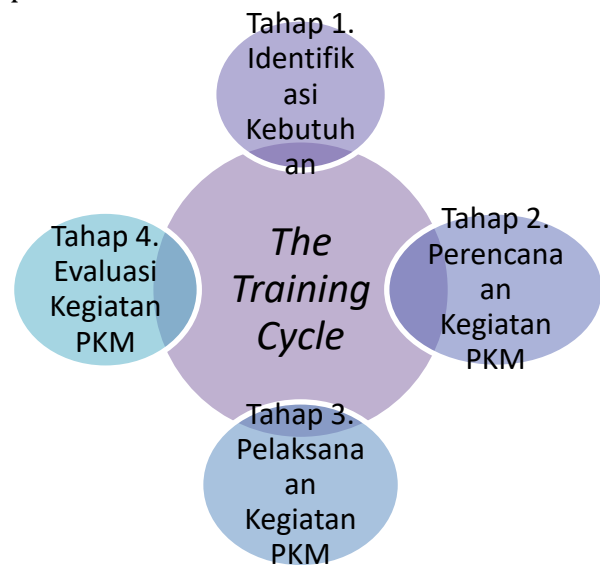 Tahap 1.
Identifik
asi
Kebutuh
an
The
Training
Cycle
Tahap 2.
Perencana
an
Kegiatan
PKM
Tahap 3.
Pelaksana
an
Kegiatan
PKM
Tahap 4.
Evaluasi
Kegiatan
PKM